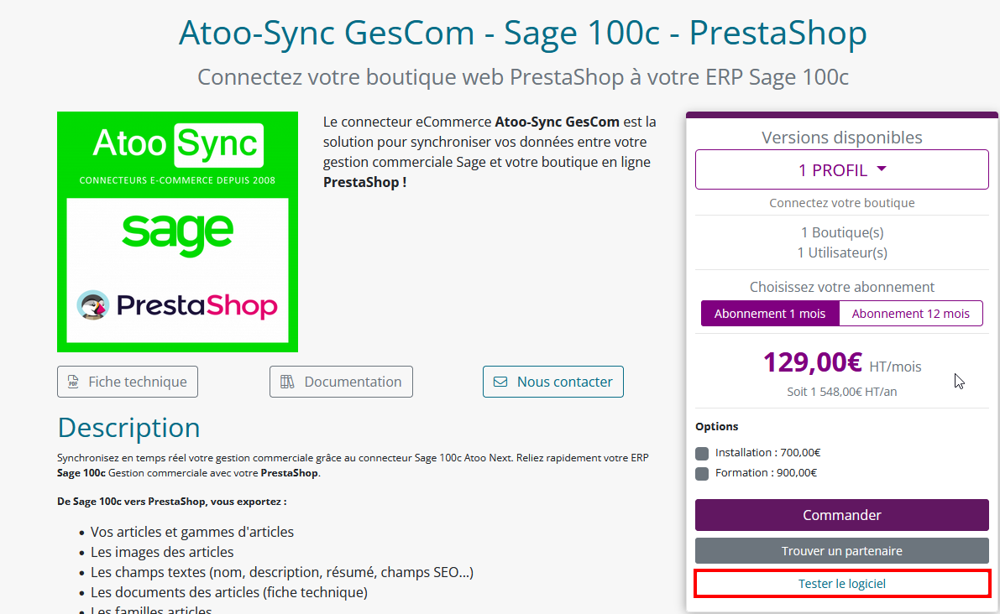 Atoo-Sync GesCom - Sage 100c - PrestaShop
Connectez votre boutique web PrestaShop à votre ERP Sage 100c
Atoo Sync
CONNECTEURS E-COMMERCE DEPUIS 2008
sage
PrestaShop
Le connecteur eCommerce Atoo-Sync GesCom est la
solution pour synchroniser vos données entre votre
gestion commerciale Sage et votre boutique en ligne
PrestaShop !
Fiche technique
Documentation
Nous contacter
Description
Synchronisez en temps réel votre gestion commerciale grâce au connecteur Sage 100c Atoo Next. Reliez rapidement votre ERP
Sage 100c Gestion commerciale avec votre PrestaShop.
De Sage 100c vers PrestaShop, vous exportez :
• Vos articles et gammes d'articles
• Les images des articles
• Les champs textes (nom, description, résumé, champs SEO...)
• Les documents des articles (fiche technique)
• Les familles articles
Versions disponibles
1 PROFIL
Connectez votre boutique
1 Boutique(s)
1 Utilisateur(s)
Choisissez votre abonnement
Abonnement 1 mois
Abonnement 12 mois
129,00€ HT/mois
Soit 1 548,00€ HT/an
Options
Installation : 700,00€
Formation : 900,00€
Commander
Trouver un partenaire
Tester le logiciel